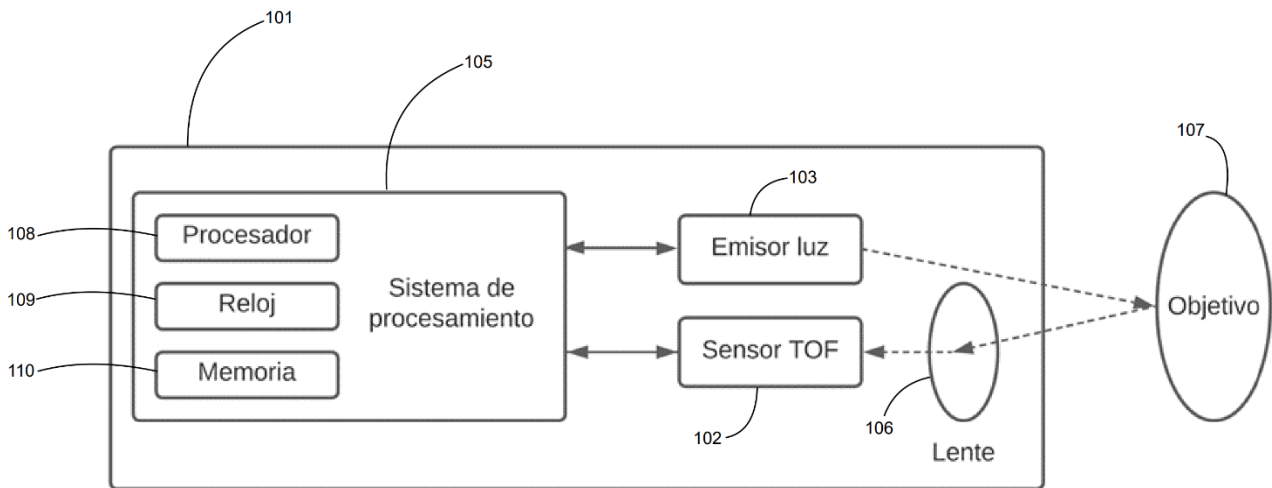 101
105
107
103
108
Procesador
Emisor luz
109
Reloj
Sistema de
procesamiento
Objetivo
110
Memoria
Sensor TOF
102
106
Lente